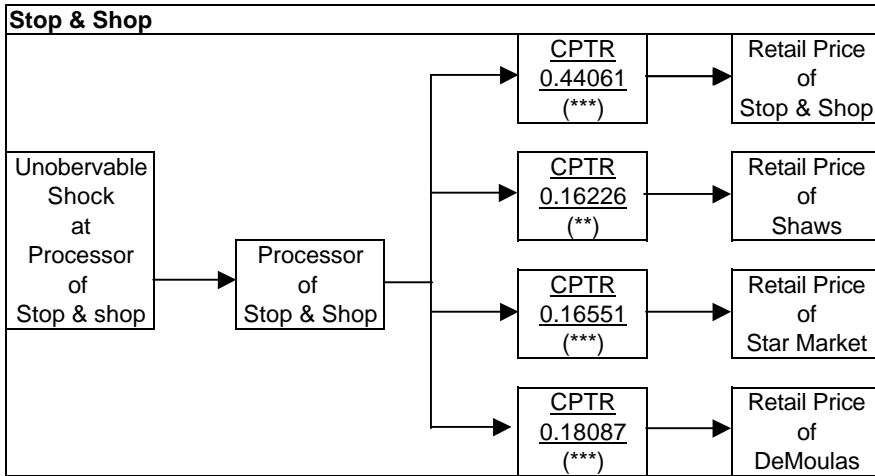 Stop & Shop
CPTR
0.44061
(***)
Retail Price
of
Stop & Shop
Unobervable
Shock
at
Processor
of
Stop & shop
Processor
of
Stop & Shop
CPTR
0.16226
(**)
Retail Price
of
Shaws
CPTR
0.16551
(***)
Retail Price
of
Star Market
CPTR
0.18087
(***)
Retail Price
of
DeMoulas